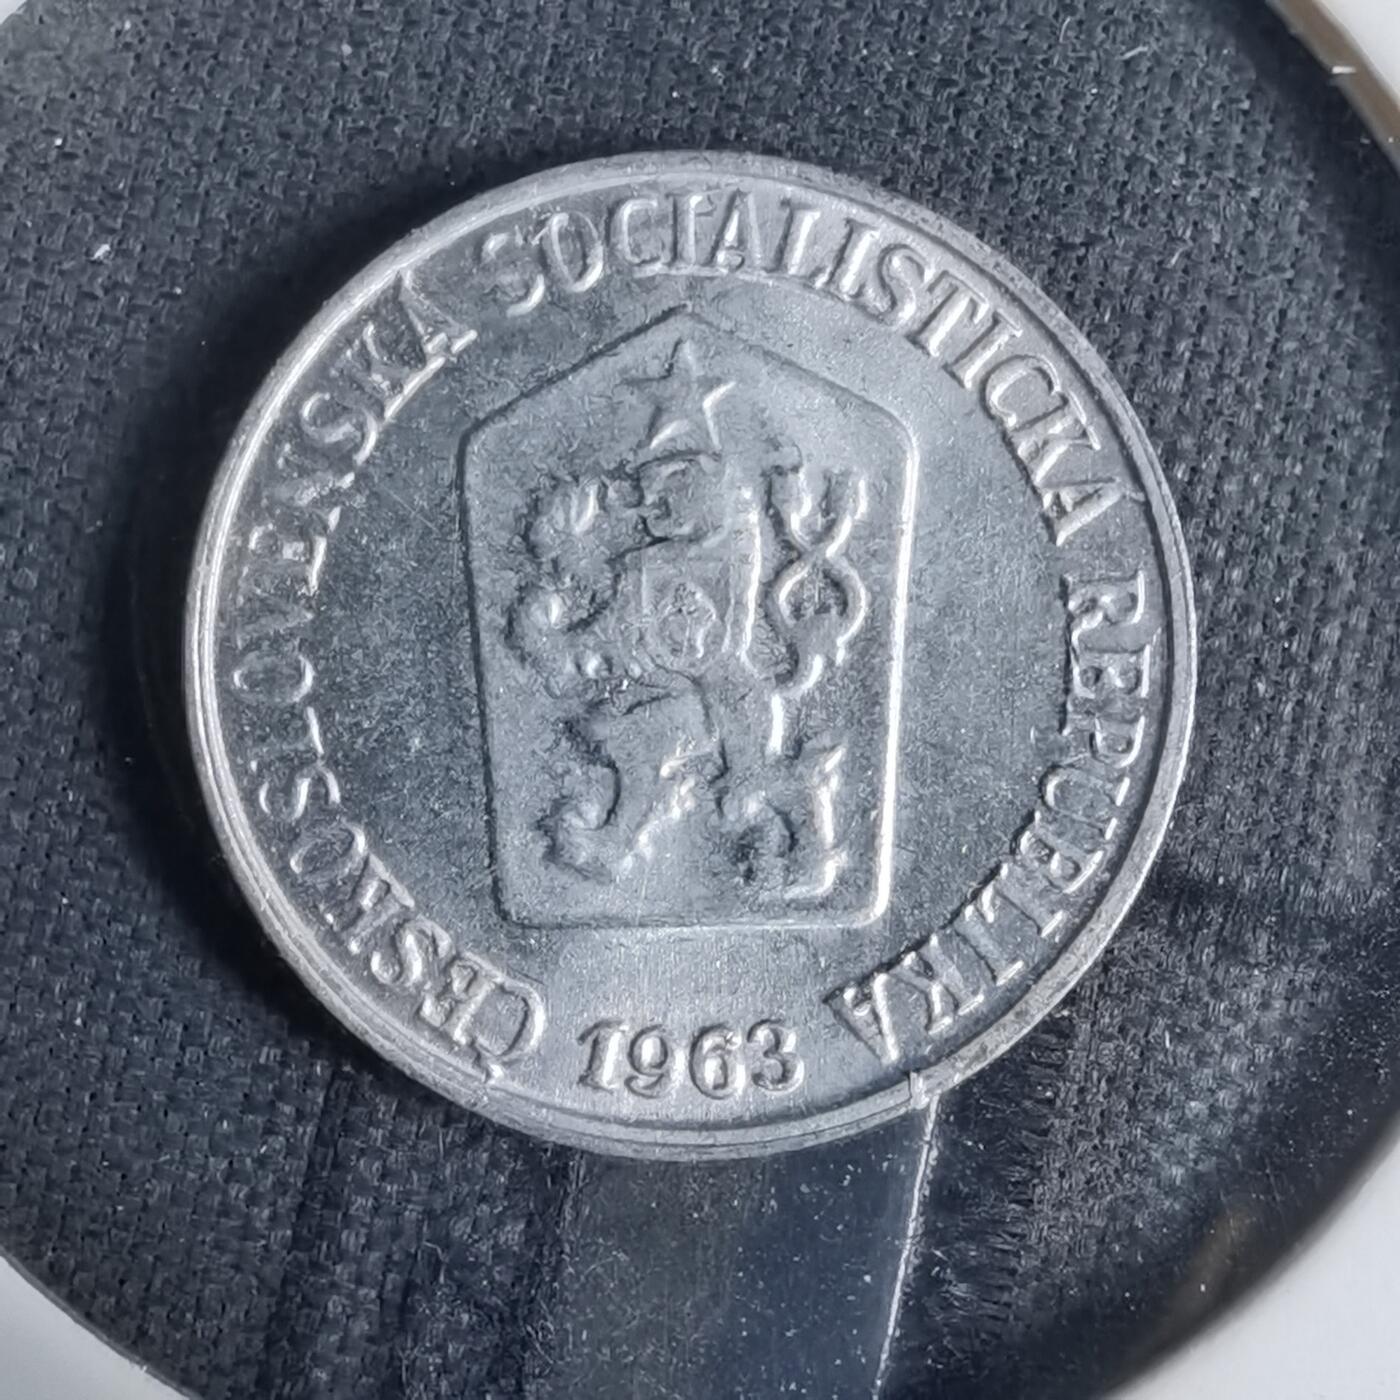 ČESKOSLOVENSKÁ SOCIALISTICKÁ REPUBLIKA
1963